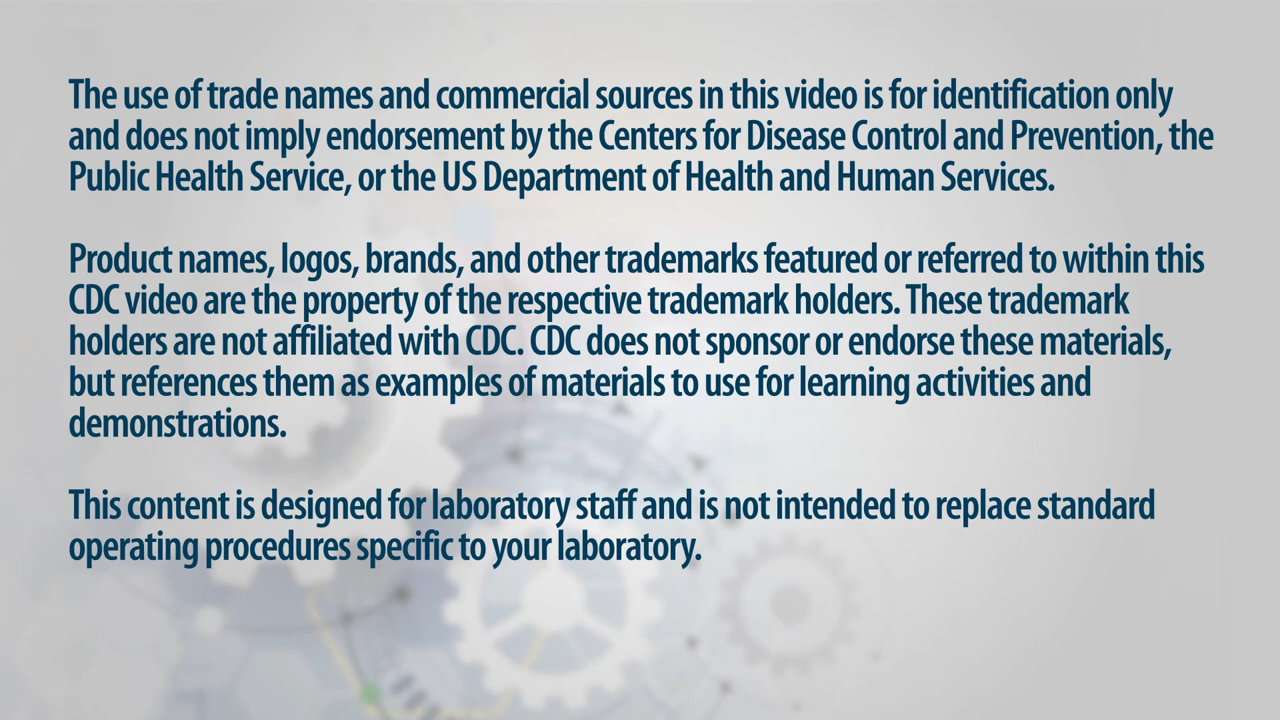 The use of trade names and commercial sources in this video is for identification only
and does not imply endorsement by the Centers for Disease Control and Prevention, the
Public Health Service, or the US Department of Health and Human Services.
Product names, logos, brands, and other trademarks featured or referred to within this
CDC video are the property of the respective trademark holders. These trademark
holders are not affiliated with CDC. CDC does not sponsor or endorse these materials,
but references them as examples of materials to use for learning activities and
demonstrations.
This content is designed for laboratory staff and is not intended to replace standard
operating procedures specific to your laboratory.